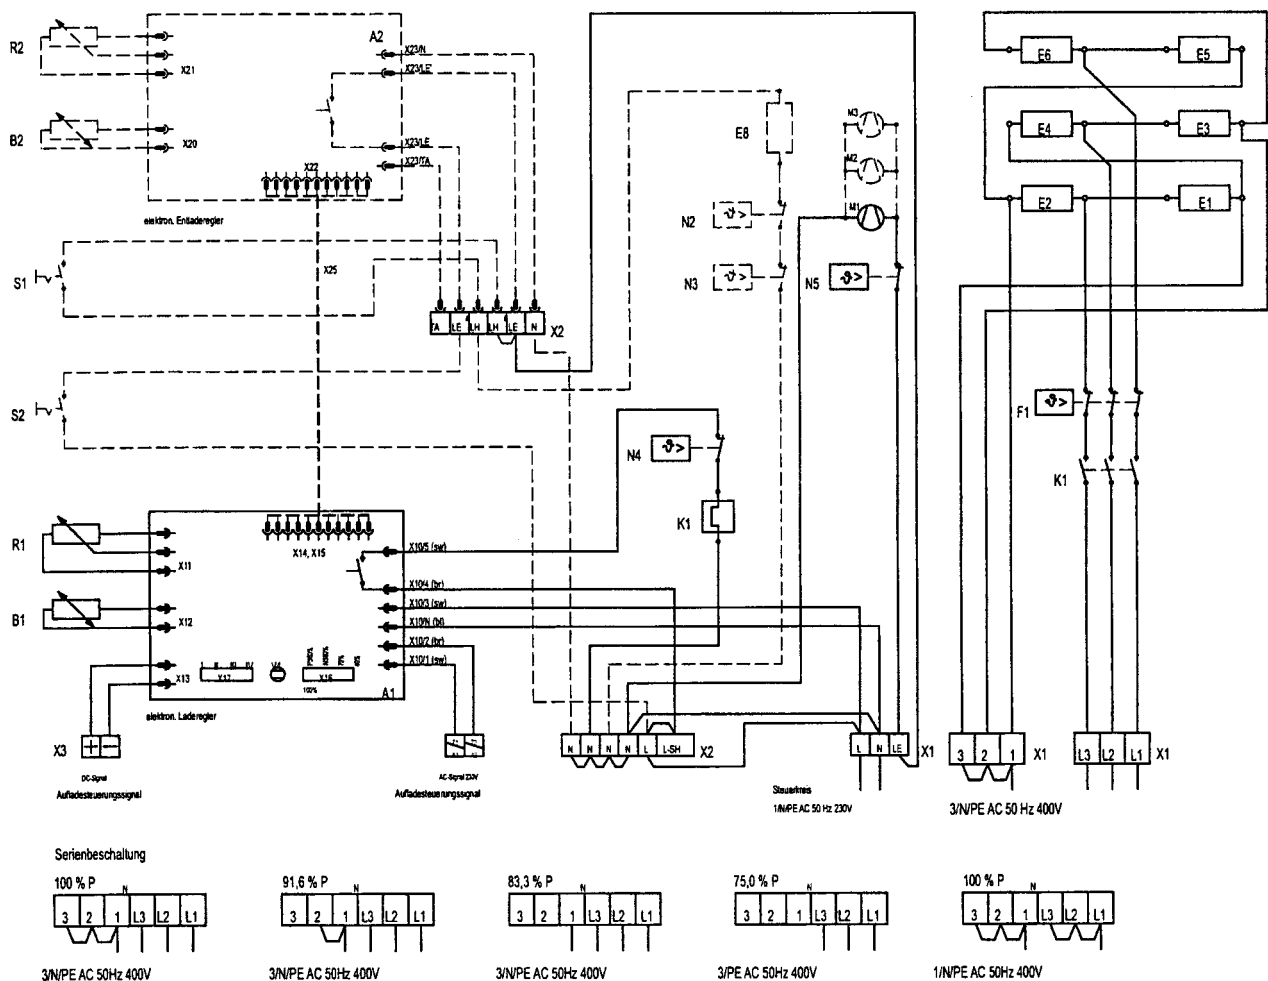 R2
X21
A2
X23/N
X23/LE'
B2
X20
X23/LE
X23/TA
X22
elektron. Entladeregler
E8
M3
M2
M1
N2
ϑ>
N3
ϑ>
N5
ϑ>
S1
X25
TA LE LH LH LE N
X2
S2
N4
ϑ>
K1
E6 E5
E4 E3
E2 E1
F1
ϑ>
K1
R1
X11
X14, X15
X10/5 (sw)
X10/4 (br)
X10/3 (sw)
X10/N (bl)
X10/2 (br)
X10/1 (sw)
B1
X12
X13
X17
X16
100%
A1
elektron. Laderegler
X3
+ −
DC-Signal
Aufladesteuerungssignal
AC-Signal 230V
Aufladesteuerungssignal
N N N N L L-SH
X2
L N LE
X1
Steuerkreis
1/N/PE AC 50 Hz 230V
3 2 1
X1
3/N/PE AC 50 Hz 400V
L3 L2 L1
X1
Serienbeschaltung
100 % P
N
3 2 1 L3 L2 L1
3/N/PE AC 50Hz 400V
91,6 % P
N
3 2 1 L3 L2 L1
3/N/PE AC 50Hz 400V
83,3 % P
N
3 2 1 L3 L2 L1
3/N/PE AC 50Hz 400V
75,0 % P
N
3 2 1 L3 L2 L1
3/PE AC 50Hz 400V
100 % P
N
3 2 1 L3 L2 L1
1/N/PE AC 50Hz 400V